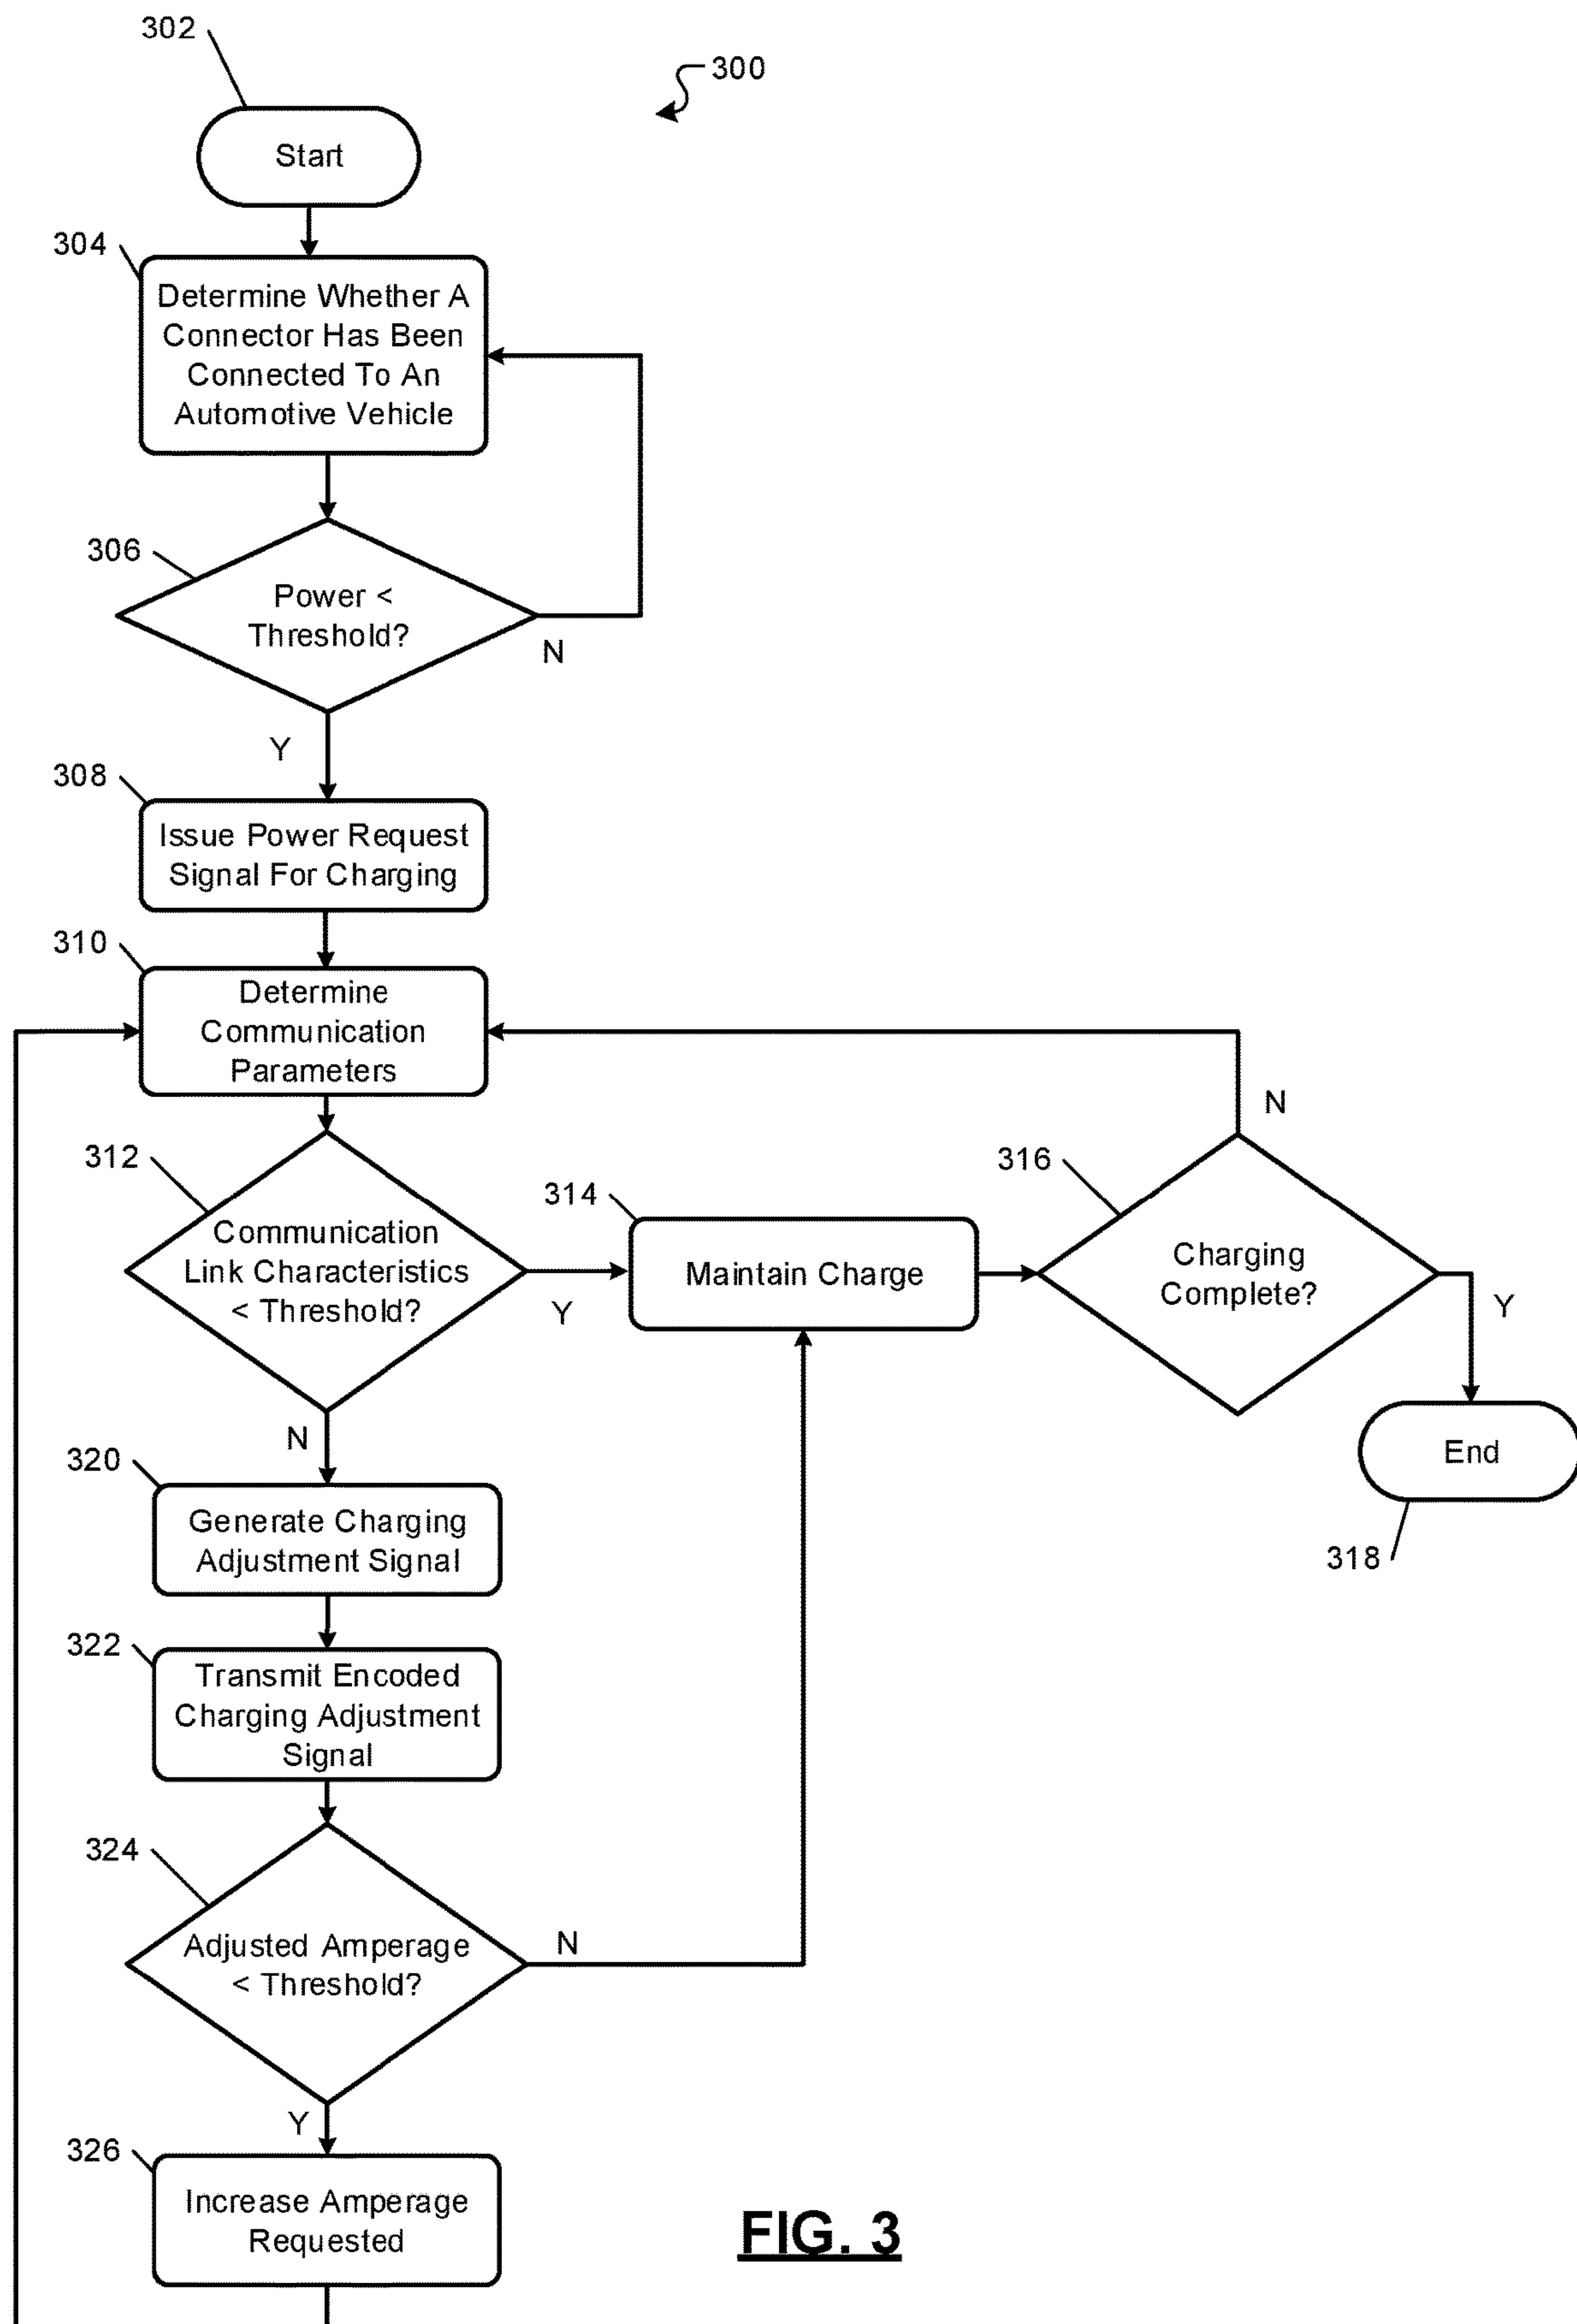 302
300
Start
304
Determine Whether A
Connector Has Been
Connected To An
Automotive Vehicle
306
Power <
Threshold?
N
Y
308
Issue Power Request
Signal For Charging
310
Determine
Communication
Parameters
N
312
Communication
Link Characteristics
< Threshold?
Y
314
Maintain Charge
316
Charging
Complete?
Y
End
318
N
320
Generate Charging
Adjustment Signal
322
Transmit Encoded
Charging Adjustment
Signal
324
Adjusted Amperage
< Threshold?
N
Y
326
Increase Amperage
Requested
FIG. 3